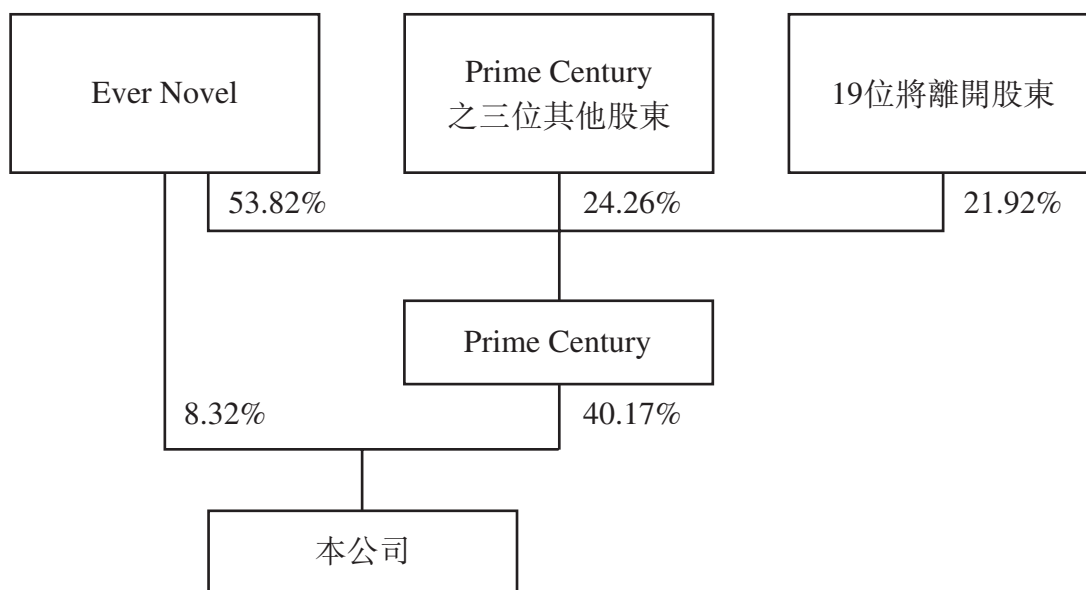 Ever Novel
Prime Century
之三位其他股東
19位將離開股東
53.82%
24.26%
21.92%
Prime Century
8.32%
40.17%
本公司